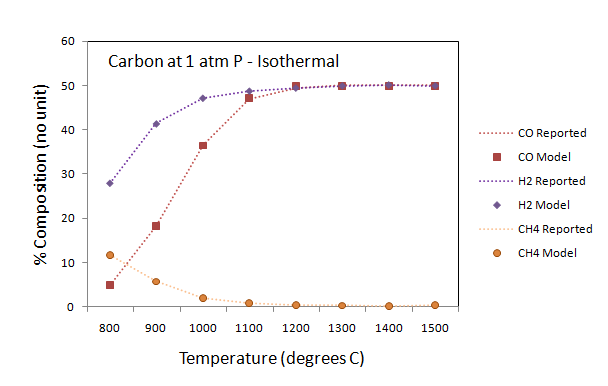 Carbon at 1 atm P - Isothermal
% Composition (no unit)
60
50
40
30
20
10
0
800 900 1000 1100 1200 1300 1400 1500
Temperature (degrees C)
CO Reported
CO Model
H2 Reported
H2 Model
CH4 Reported
CH4 Model